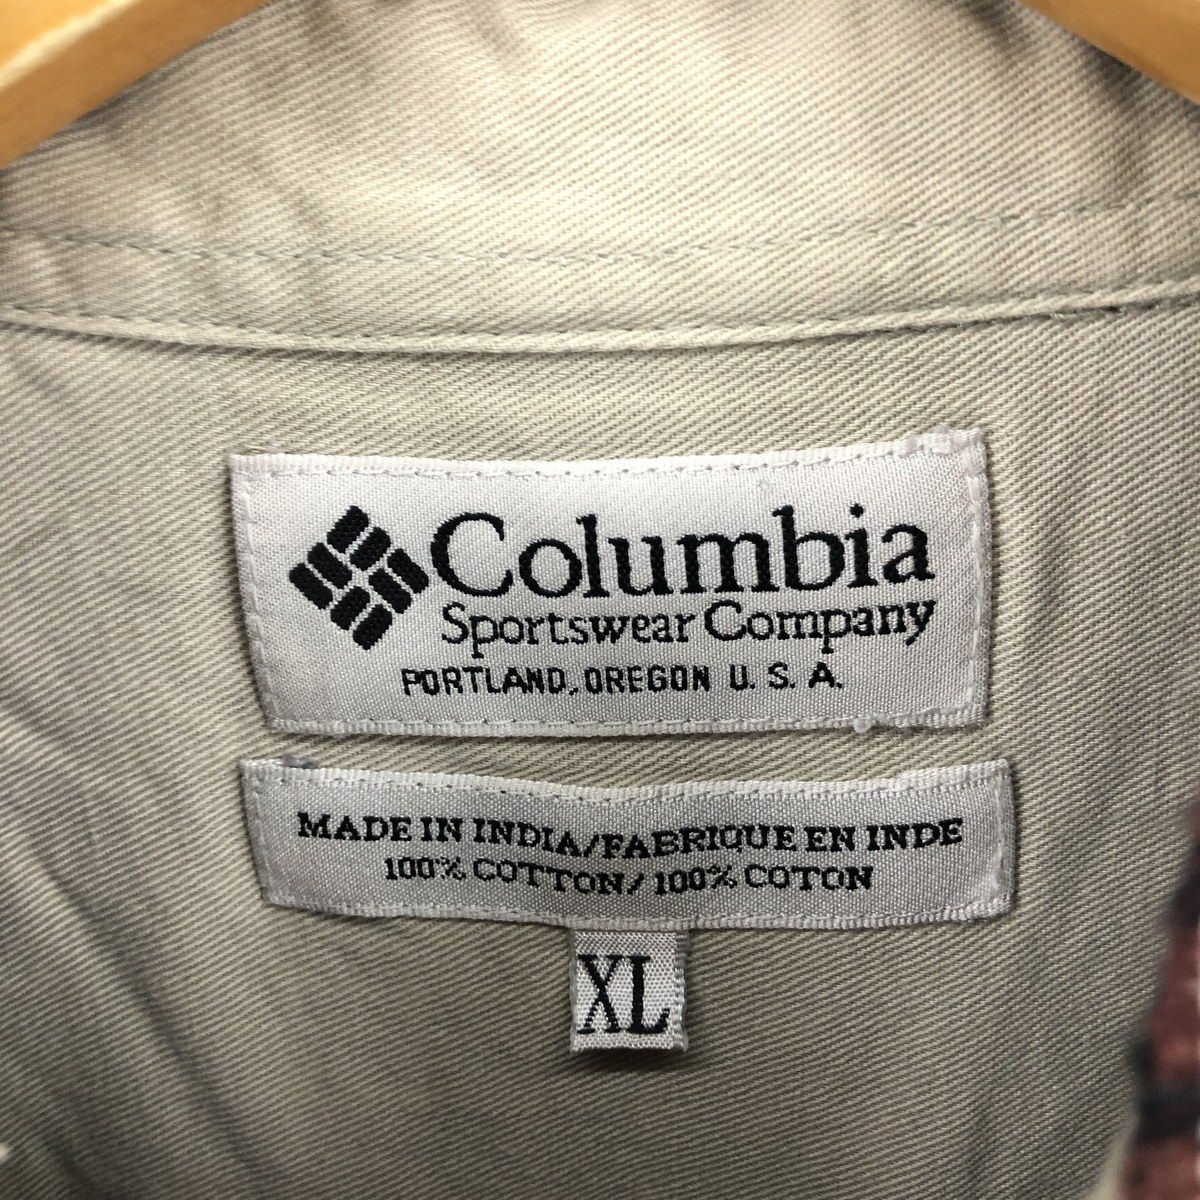 Columbia
Sportswear Company
PORTLAND, OREGON U. S. A.
MADE IN INDIA/FABRIQUE EN INDE
100% COTTON/ 100% COTON
XL